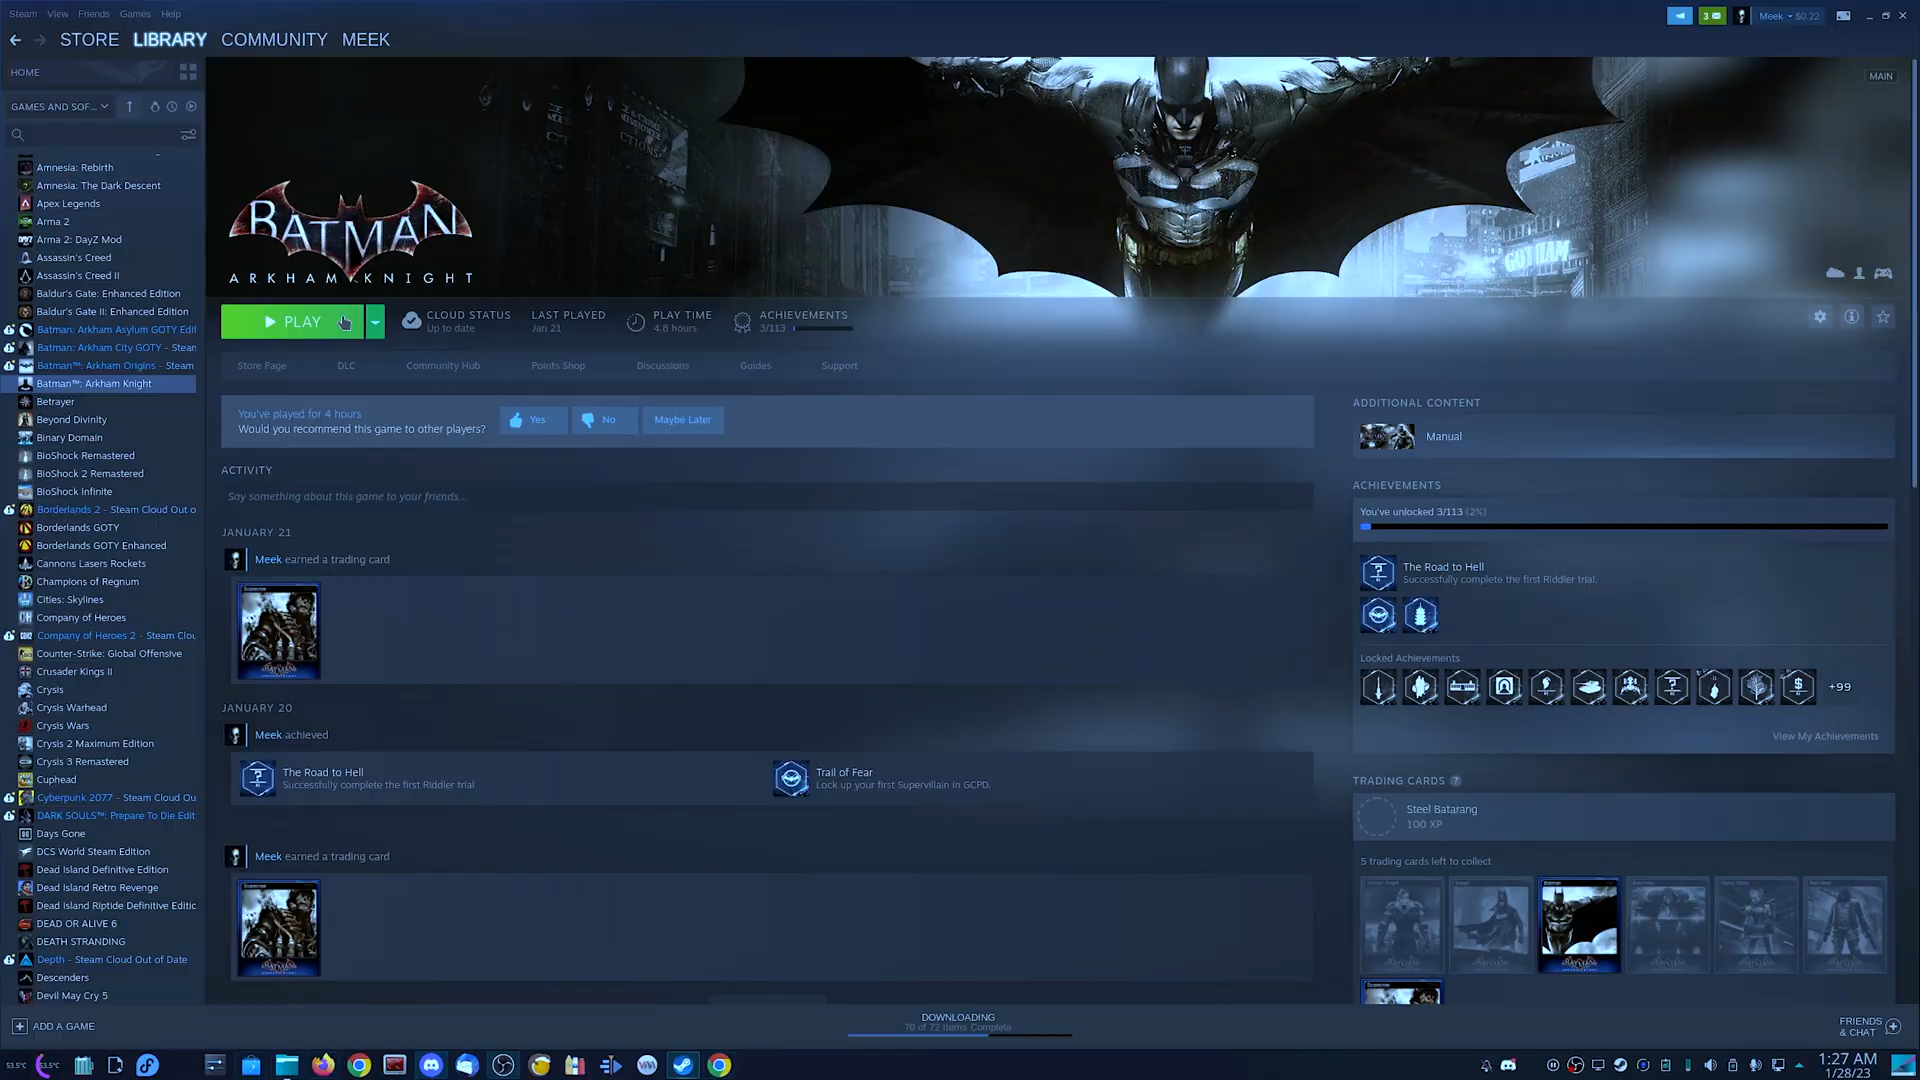 Steam View Friends Games Help
3
Meek
$0.22
STORE LIBRARY COMMUNITY MEEK
HOME
MAIN
GAMES AND SOF...
Amnesia: Rebirth
Amnesia: The Dark Descent
Apex Legends
Arma 2
Arma 2: DayZ Mod
Assassin's Creed
Assassin's Creed II
Baldur's Gate: Enhanced Edition
Baldur's Gate II: Enhanced Edition
Batman: Arkham Asylum GOTY Edit
Batman: Arkham City GOTY - Stean
Batman™: Arkham Origins - Steam
Batman™: Arkham Knight
Betrayer
Beyond Divinity
Binary Domain
BioShock Remastered
BioShock 2 Remastered
BioShock Infinite
Borderlands 2 - Steam Cloud Out o
Borderlands GOTY
Borderlands GOTY Enhanced
Cannons Lasers Rockets
Champions of Regnum
Cities: Skylines
Company of Heroes
Company of Heroes 2 - Steam Clou
Counter-Strike: Global Offensive
Crusader Kings II
Crysis
Crysis Warhead
Crysis Wars
Crysis 2 Maximum Edition
Crysis 3 Remastered
Cuphead
Cyberpunk 2077 - Steam Cloud Ou
DARK SOULS™: Prepare To Die Edit
Days Gone
DCS World Steam Edition
Dead Island Definitive Edition
Dead Island Retro Revenge
Dead Island Riptide Definitive Editic
DEAD OR ALIVE 6
DEATH STRANDING
Depth - Steam Cloud Out of Date
Descenders
Devil May Cry 5
ADD A GAME
BATMAN
ARKHAM KNIGHT
GOTHAM
PLAY
CLOUD STATUS
Up to date
LAST PLAYED
Jan 21
PLAY TIME
4.8 hours
ACHIEVEMENTS
3/113
Store Page DLC Community Hub Points Shop Discussions Guides Support
You've played for 4 hours
Would you recommend this game to other players?
Yes No Maybe Later
ACTIVITY
Say something about this game to your friends...
JANUARY 21
Meek earned a trading card
Scarecrow
JANUARY 20
Meek achieved
The Road to Hell
Successfully complete the first Riddler trial.
Trail of Fear
Lock up your first Supervillain in GCPD.
Meek earned a trading card
Scarecrow
ADDITIONAL CONTENT
Manual
ACHIEVEMENTS
You've unlocked 3/113 (2%)
The Road to Hell
Successfully complete the first Riddler trial.
Locked Achievements
+99
View My Achievements
TRADING CARDS ?
Steel Batarang
100 XP
5 trading cards left to collect
Batman
DOWNLOADING
70 of 72 Items Complete
FRIENDS
& CHAT
53.5°C 53.5°C
1:27 AM
1/28/23